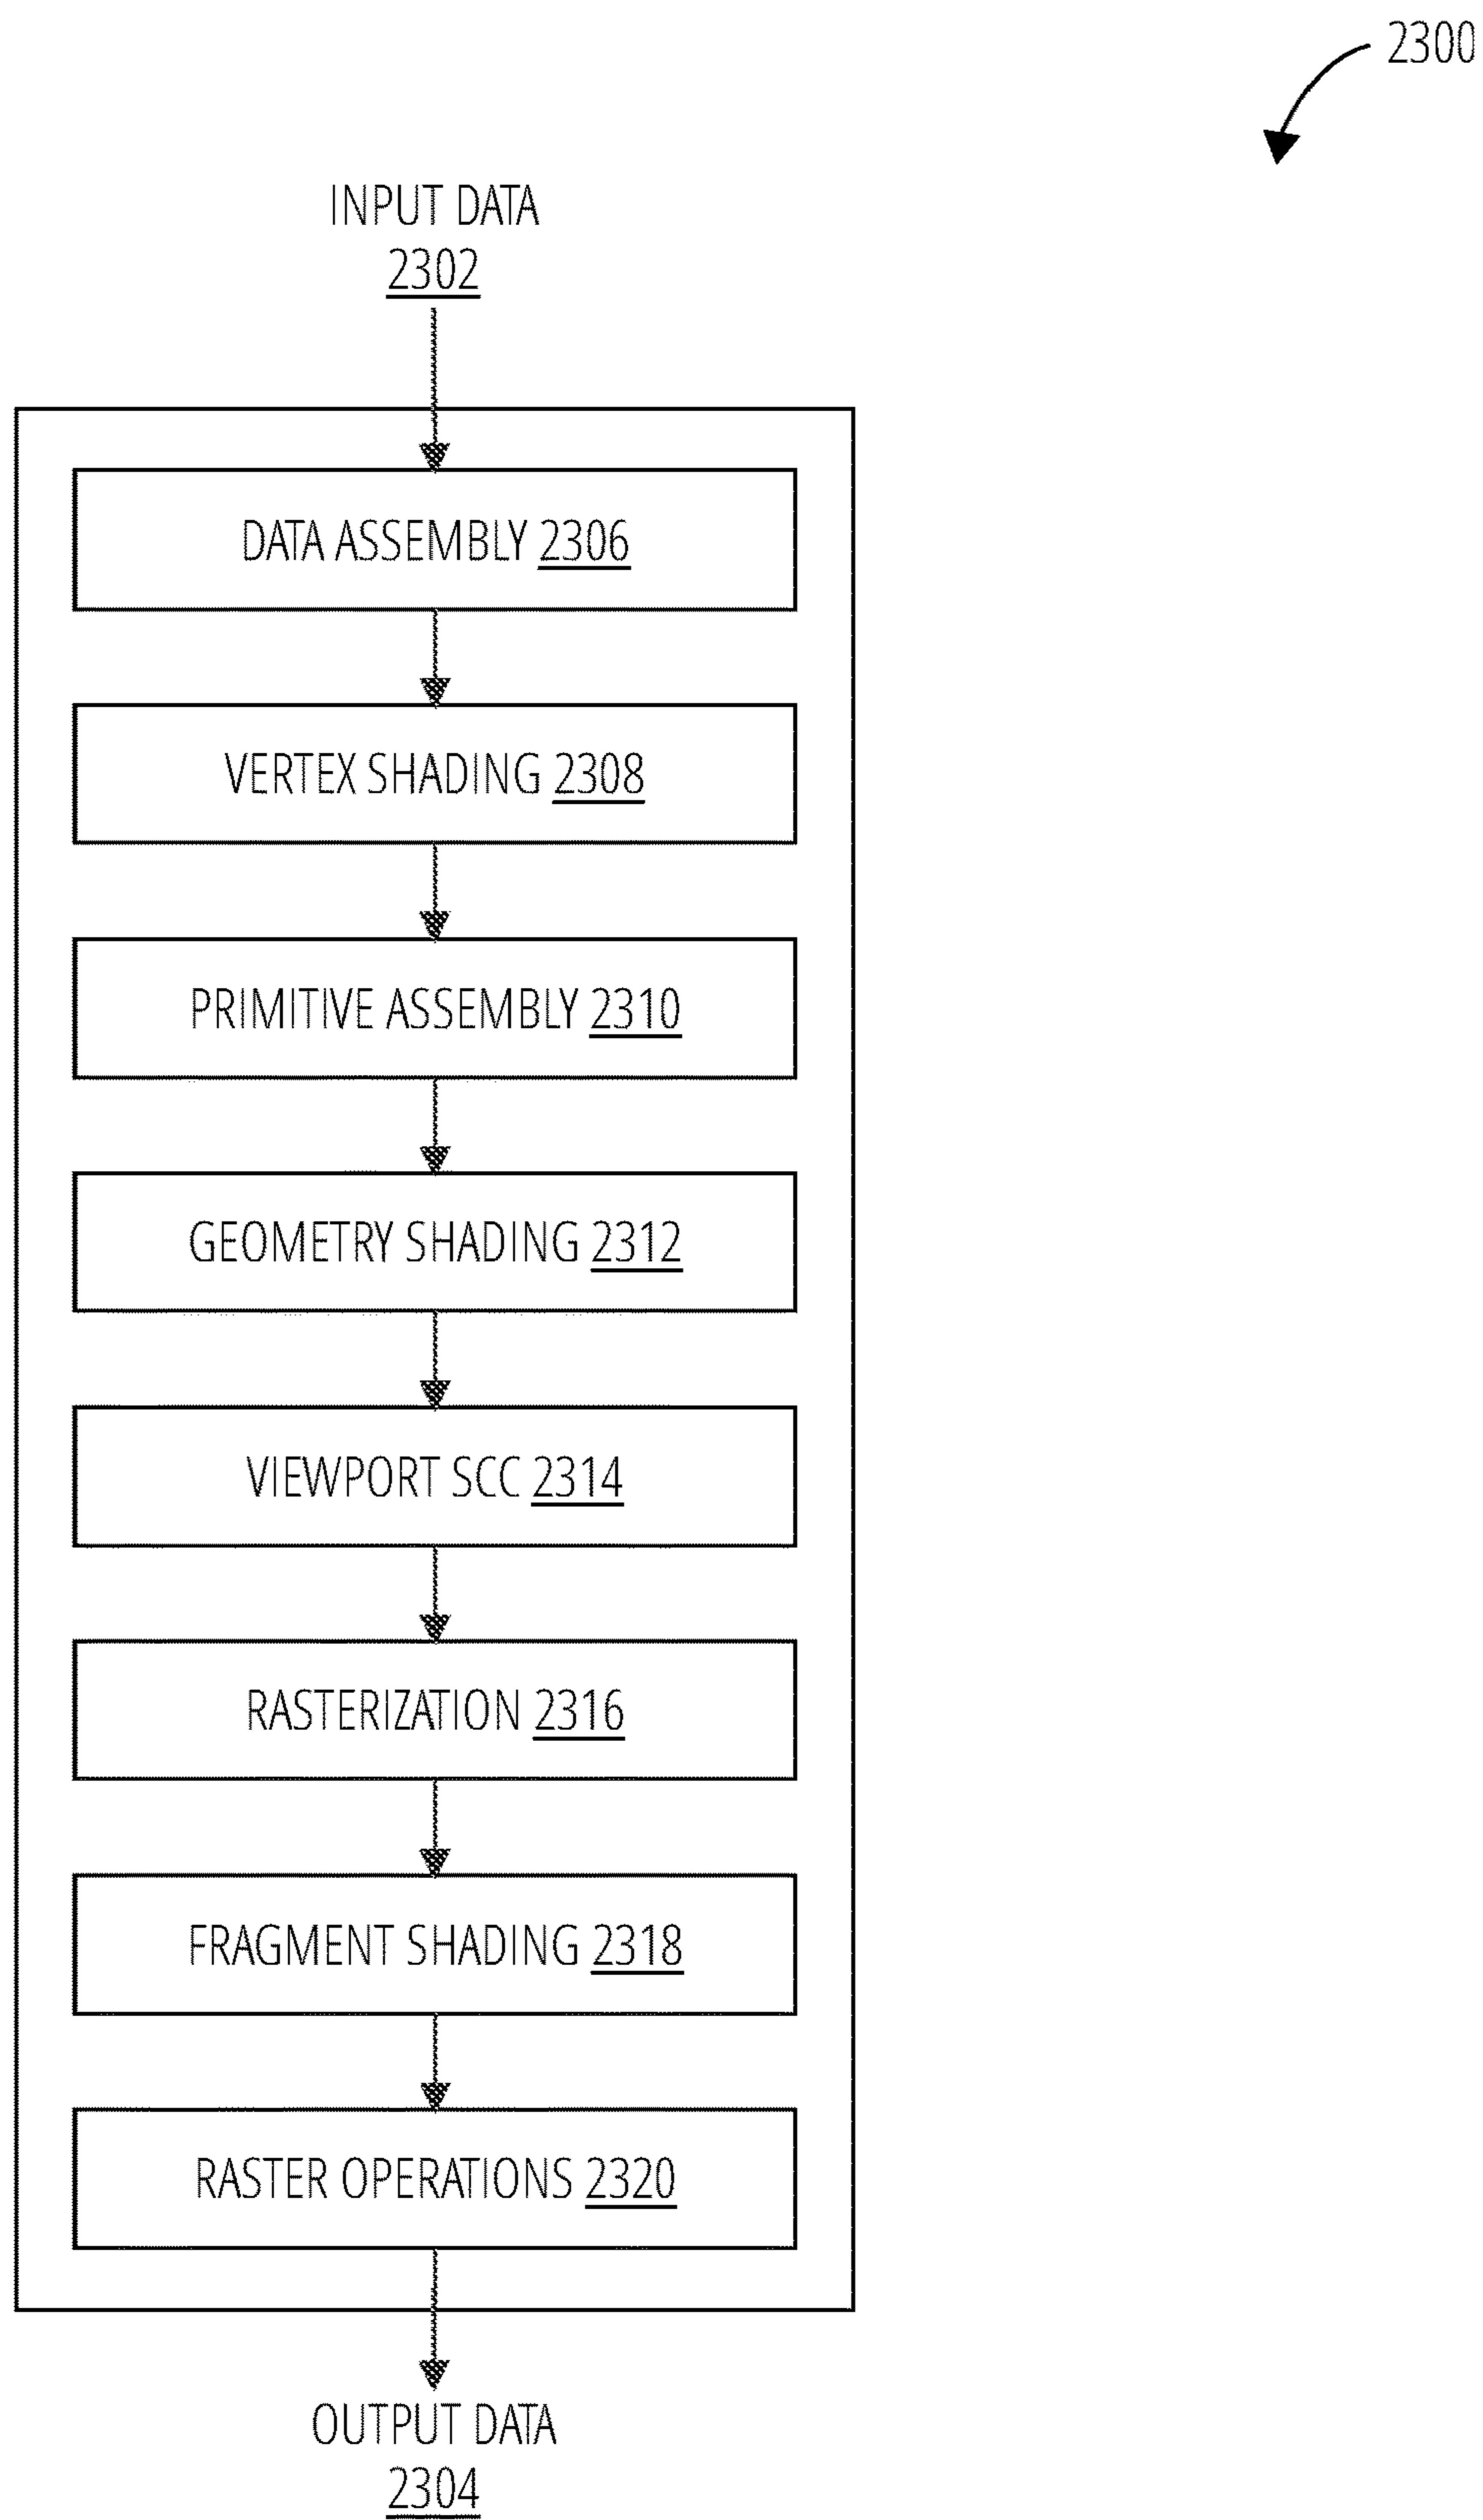 2300
INPUT DATA
2302
DATA ASSEMBLY 2306
VERTEX SHADING 2308
PRIMITIVE ASSEMBLY 2310
GEOMETRY SHADING 2312
VIEWPORT SCC 2314
RASTERIZATION 2316
FRAGMENT SHADING 2318
RASTER OPERATIONS 2320
OUTPUT DATA
2304